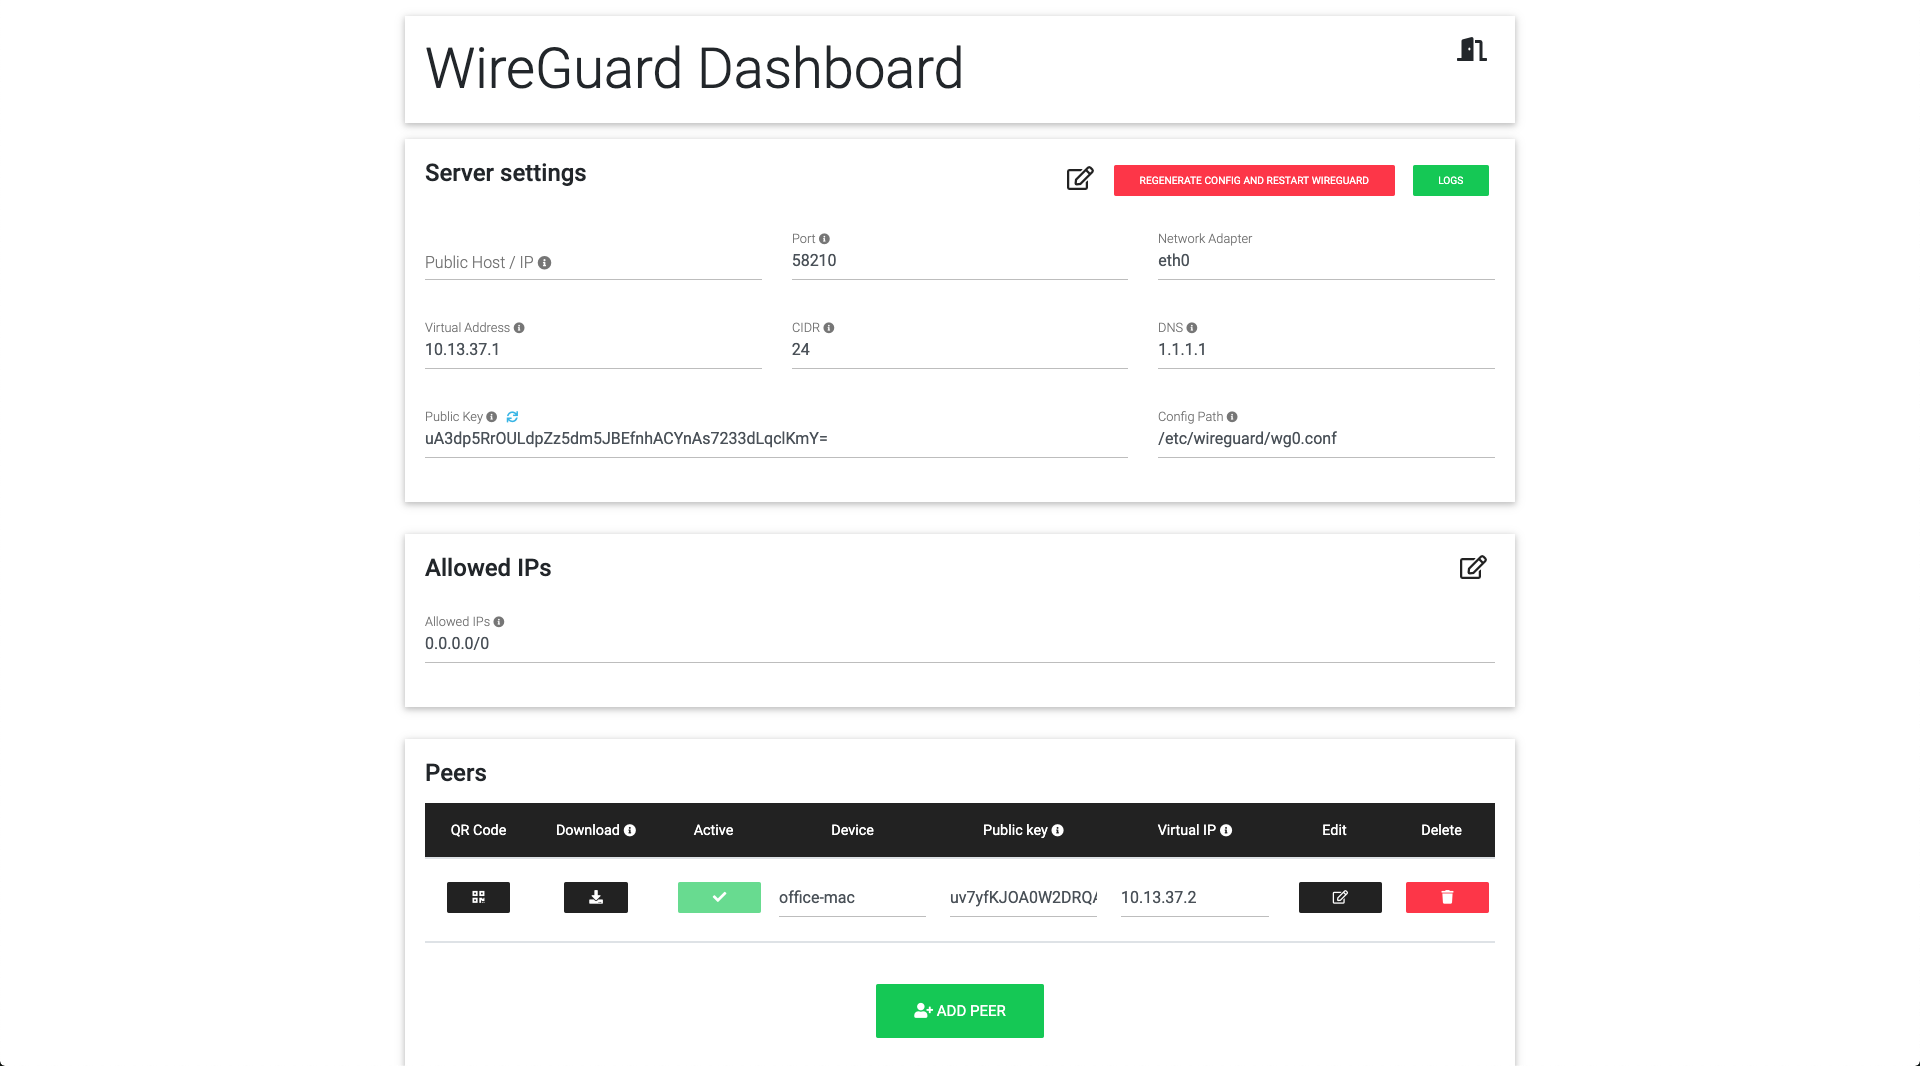 WireGuard Dashboard
Server settings
REGENERATE CONFIG AND RESTART WIREGUARD
LOGS
Public Host / IP
Port
58210
Network Adapter
eth0
Virtual Address
10.13.37.1
CIDR
24
DNS
1.1.1.1
Public Key
uA3dp5RrOULdpZz5dm5JBEfnhACYnAs7233dLqclKmY=
Config Path
/etc/wireguard/wg0.conf
Allowed IPs
Allowed IPs
0.0.0.0/0
Peers
QR Code Download Active Device Public key Virtual IP Edit Delete
office-mac uv7yfKJOA0W2DRQA 10.13.37.2
ADD PEER